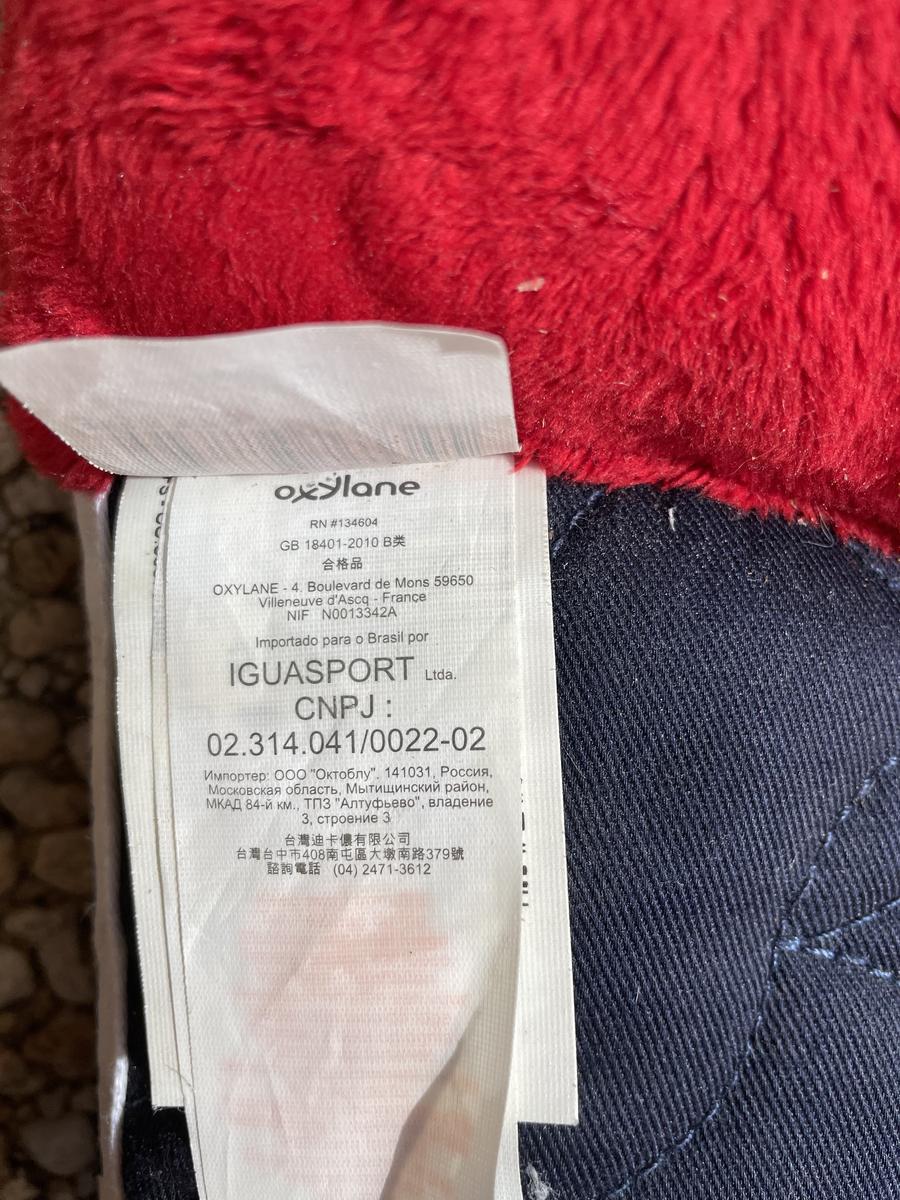 oxylane
RN #134604
GB 18401-2010 B类
合格品
OXYLANE - 4. Boulevard de Mons 59650
Villeneuve d'Ascq - France
NIF N0013342A
Importado para o Brasil por
IGUASPORT Ltda.
CNPJ :
02.314.041/0022-02
Импортер: ООО "Октоблу". 141031, Россия,
Московская область, Мытищинский район,
МКАД 84-й км., ТПЗ "Алтуфьево", владение
3, строение 3
台灣迪卡儂有限公司
台灣台中市408南屯區大墩南路379號
諮詢電話 (04) 2471-3612